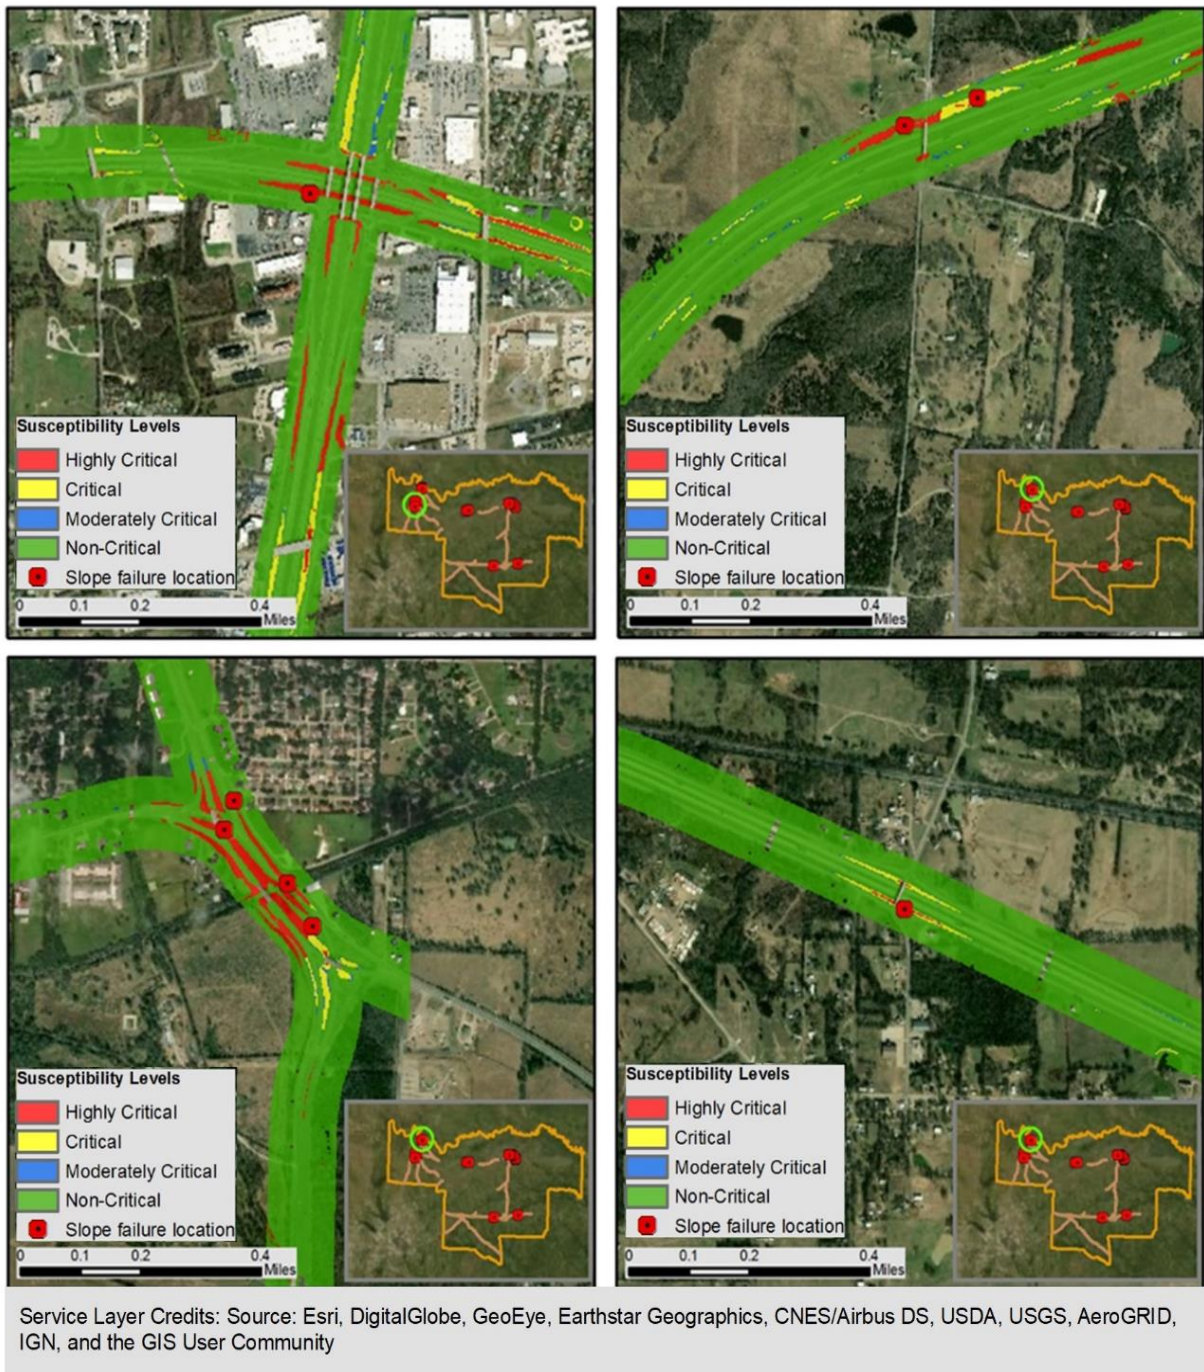 Susceptibility Levels
Highly Critical
Critical
Moderately Critical
Non-Critical
Slope failure location
0 0.1 0.2 0.4
Miles
Susceptibility Levels
Highly Critical
Critical
Moderately Critical
Non-Critical
Slope failure location
0 0.1 0.2 0.4
Miles
Susceptibility Levels
Highly Critical
Critical
Moderately Critical
Non-Critical
Slope failure location
0 0.1 0.2 0.4
Miles
Susceptibility Levels
Highly Critical
Critical
Moderately Critical
Non-Critical
Slope failure location
0 0.1 0.2 0.4
Miles
Service Layer Credits: Source: Esri, DigitalGlobe, GeoEye, Earthstar Geographics, CNES/Airbus DS, USDA, USGS, AeroGRID,
IGN, and the GIS User Community